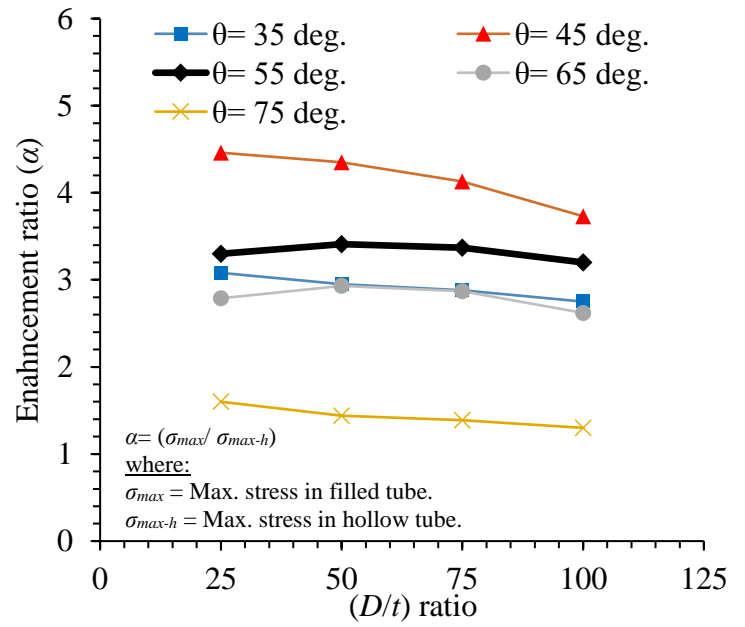 6
5
4
3
2
1
0
Enahncement ratio (α)
θ= 35 deg.
θ= 45 deg.
θ= 55 deg.
θ= 65 deg.
θ= 75 deg.
α= (σmax/ σmax-h)
where:
σmax = Max. stress in filled tube.
σmax-h = Max. stress in hollow tube.
0 25 50 75 100 125
(D/t) ratio